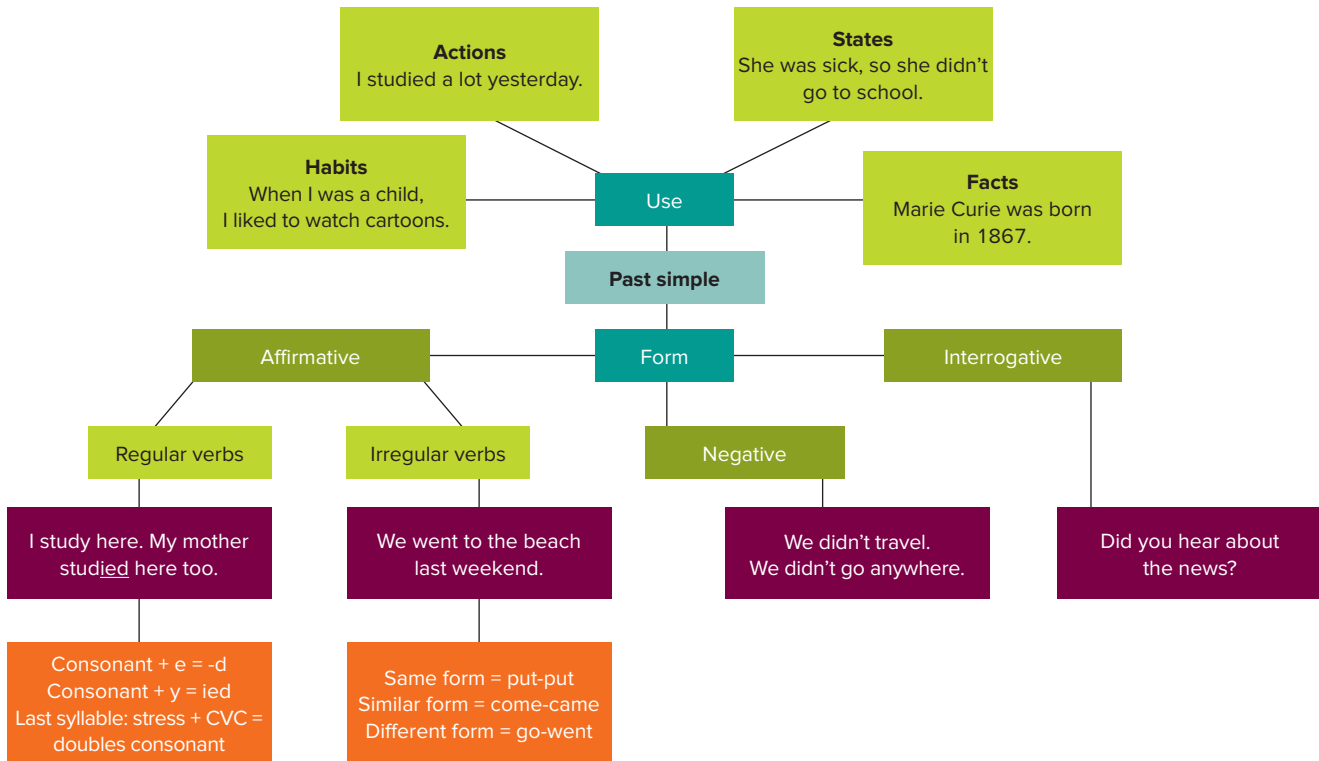 Actions
I studied a lot yesterday.
States
She was sick, so she didn't
go to school.
Habits
When I was a child,
I liked to watch cartoons.
Use
Facts
Marie Curie was born
in 1867.
Past simple
Affirmative
Form
Interrogative
Regular verbs
Irregular verbs
Negative
I study here. My mother
studied here too.
We went to the beach
last weekend.
We didn't travel.
We didn't go anywhere.
Did you hear about
the news?
Consonant + e = -d
Consonant + y = ied
Last syllable: stress + CVC =
doubles consonant
Same form = put-put
Similar form = come-came
Different form = go-went